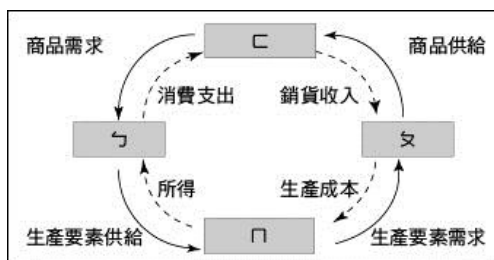 商品需求
ㄈ
商品供給
消費支出
銷貨收入
ㄅ
ㄆ
所得
生產成本
生產要素供給
ㄇ
生產要素需求